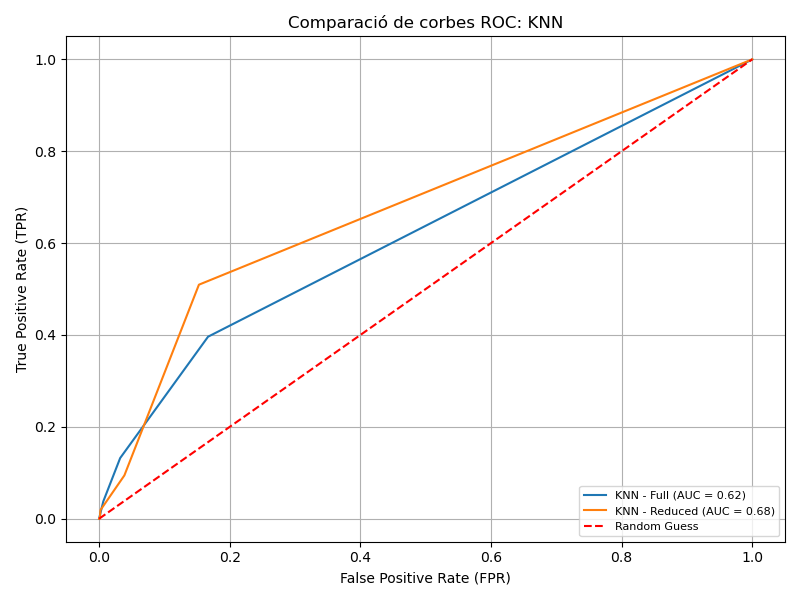 Comparació de corbes ROC: KNN
True Positive Rate (TPR)
1.0
0.8
0.6
0.4
0.2
0.0
0.0 0.2 0.4 0.6 0.8 1.0
False Positive Rate (FPR)
KNN - Full (AUC = 0.62)
KNN - Reduced (AUC = 0.68)
Random Guess